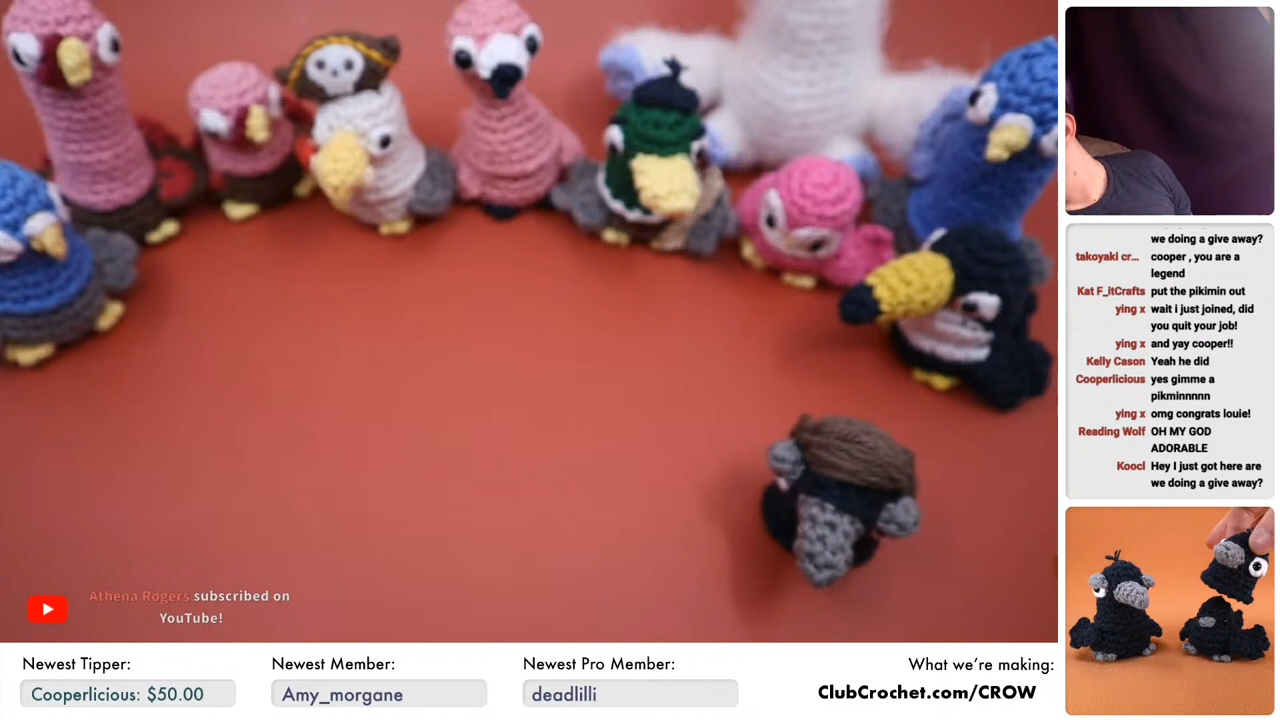 we doing a give away?
takoyaki cr... cooper , you are a
legend
Kat F_itCrafts put the pikimin out
ying x wait i just joined, did
you quit your job!
ying x and yay cooper!!
Kelly Cason Yeah he did
Cooperlicious yes gimme a
pikminnnnn
ying x omg congrats louie!
Reading Wolf OH MY GOD
ADORABLE
Koocl Hey I just got here are
we doing a give away?
Athena Rogers subscribed on
YouTube!
Newest Tipper:
Cooperlicious: $50.00
Newest Member:
Amy_morgane
Newest Pro Member:
deadlilli
What we're making:
ClubCrochet.com/CROW